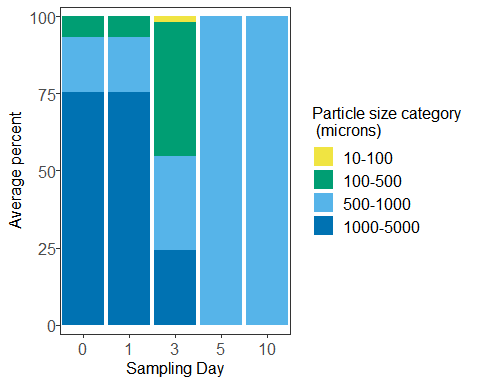 100
75
50
25
0
Average percent
0 1 3 5 10
Sampling Day
Particle size category
(microns)
10-100
100-500
500-1000
1000-5000